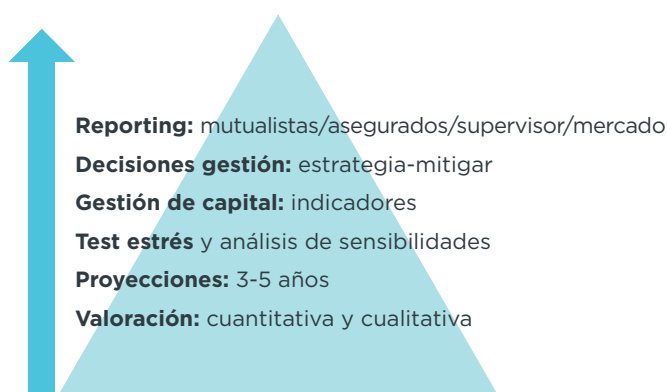 Reporting: mutualistas/asegurados/supervisor/mercado
Decisiones gestión: estrategia-mitigar
Gestión de capital: indicadores
Test estrés y análisis de sensibilidades
Proyecciones: 3-5 años
Valoración: cuantitativa y cualitativa